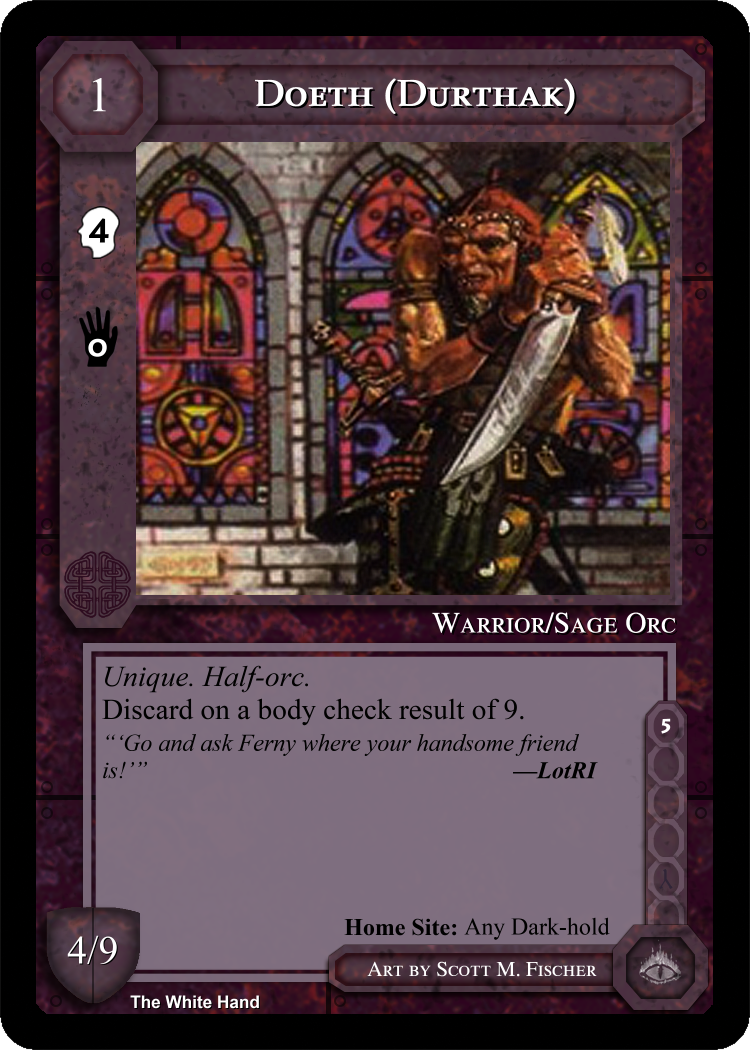 1
Doeth (Durthak)
4
0
Warrior/Sage Orc
Unique. Half-orc.
Discard on a body check result of 9.
“‘Go and ask Ferny where your handsome friend
is!’” —LotRI
5
Home Site: Any Dark-hold
4/9
Art by Scott M. Fischer
The White Hand